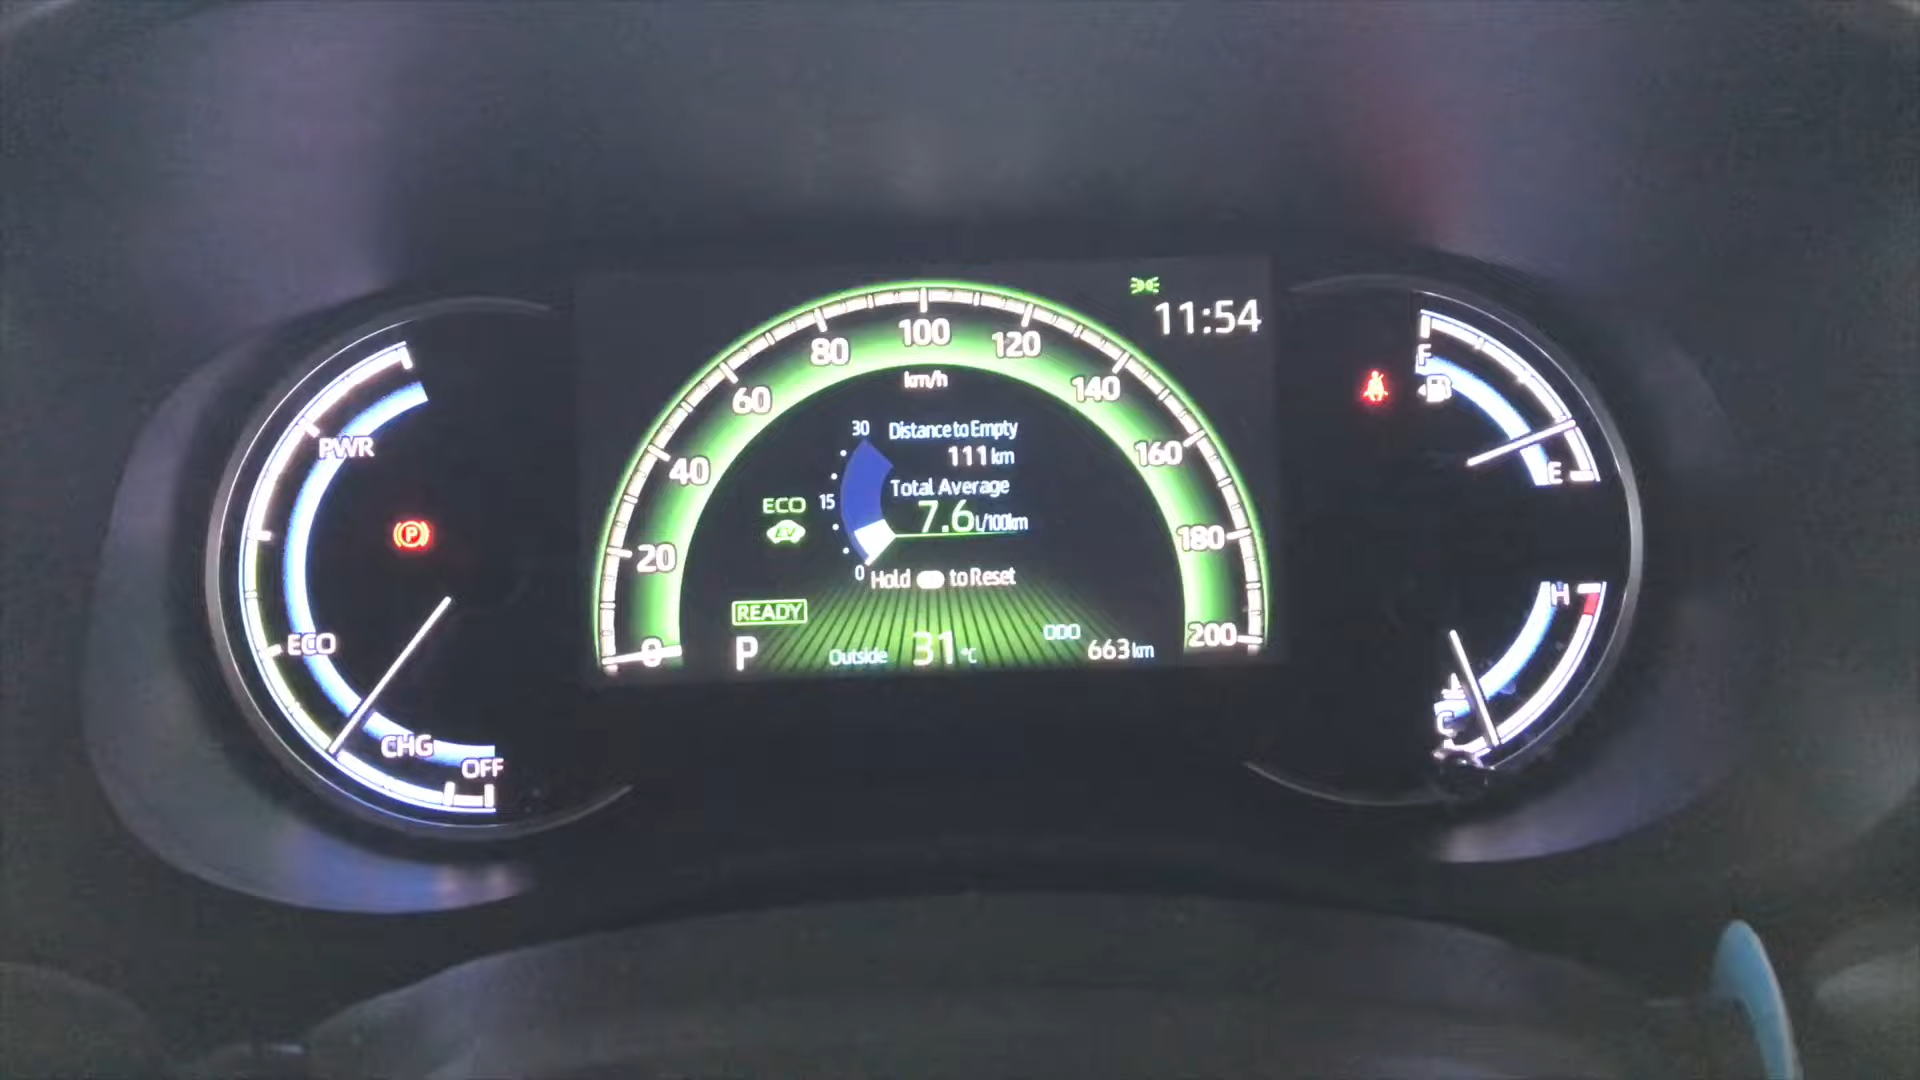 11:54
100
80
120
60
140
km/h
40
160
20
180
0
200
30
Distance to Empty
111 km
Total Average
15
7.6 L/100km
0
Hold to Reset
ECO
EV
READY
P
Outside 31 °C
ODO
663 km
PWR
ECO
CHG
OFF
P
F
E
H
C